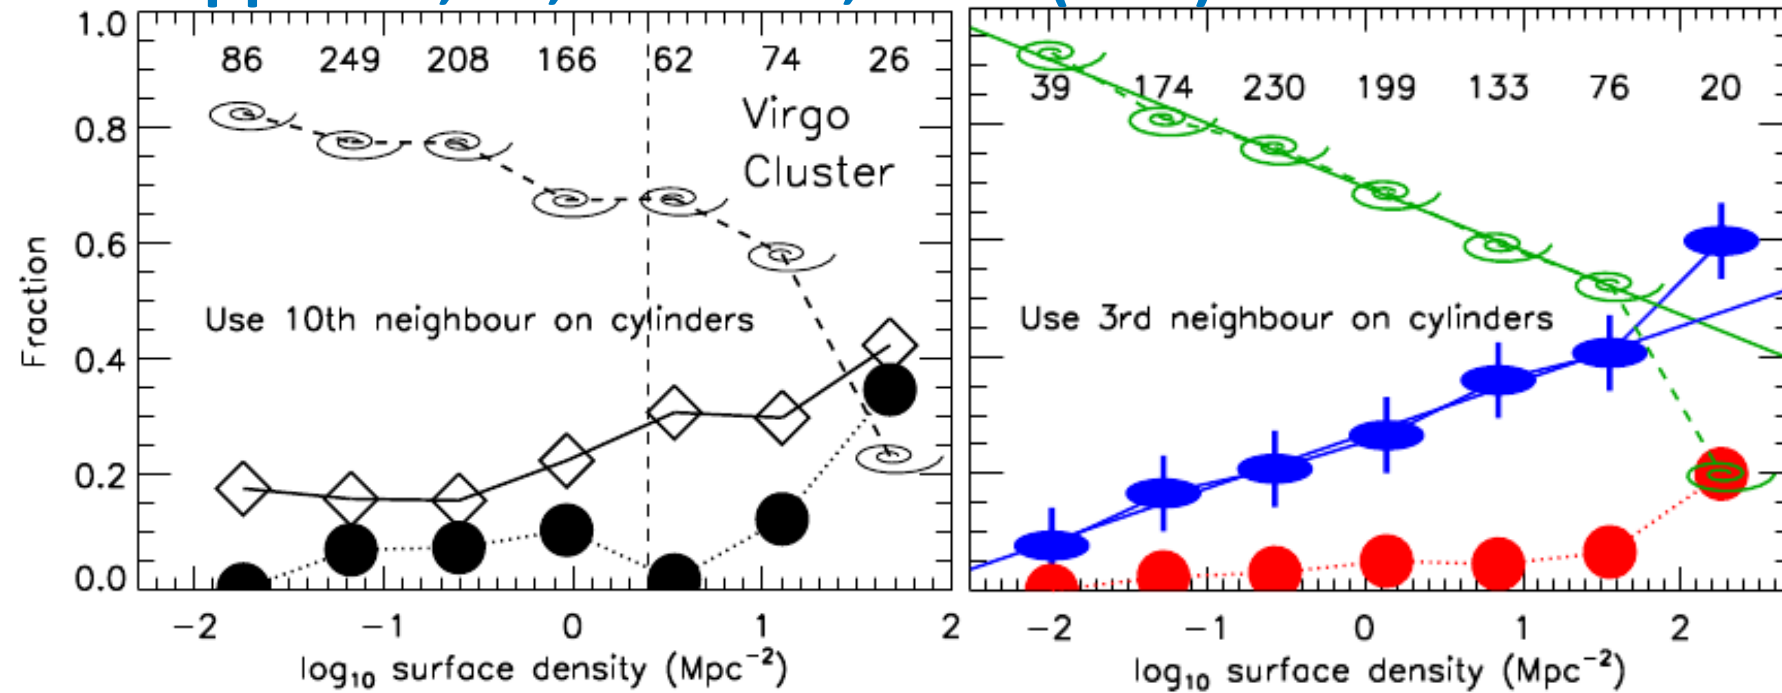 1.0
0.8
0.6
0.4
0.2
0.0
Fraction
86 249 208 166 62 74 26
Virgo
Cluster
Use 10th neighbour on cylinders
−2 −1 0 1 2
log₁₀ surface density (Mpc⁻²)
39 174 230 199 133 76 20
Use 3rd neighbour on cylinders
−2 −1 0 1 2
log₁₀ surface density (Mpc⁻²)